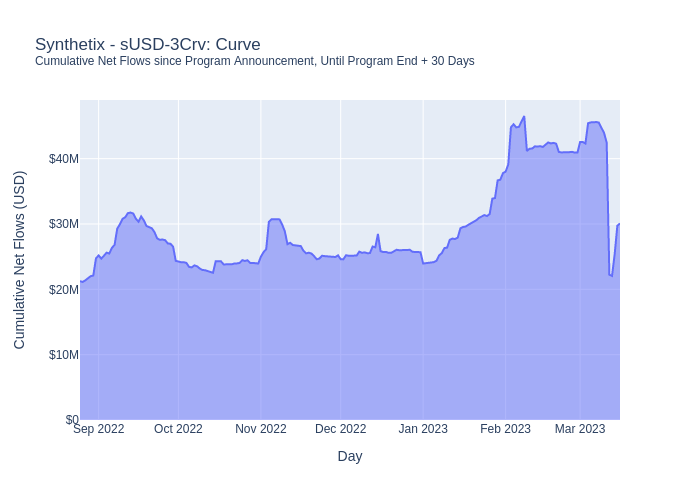 Synthetix - sUSD-3Crv: Curve
Cumulative Net Flows since Program Announcement, Until Program End + 30 Days
Cumulative Net Flows (USD)
$40M
$30M
$20M
$10M
$0
Sep 2022 Oct 2022 Nov 2022 Dec 2022 Jan 2023 Feb 2023 Mar 2023
Day